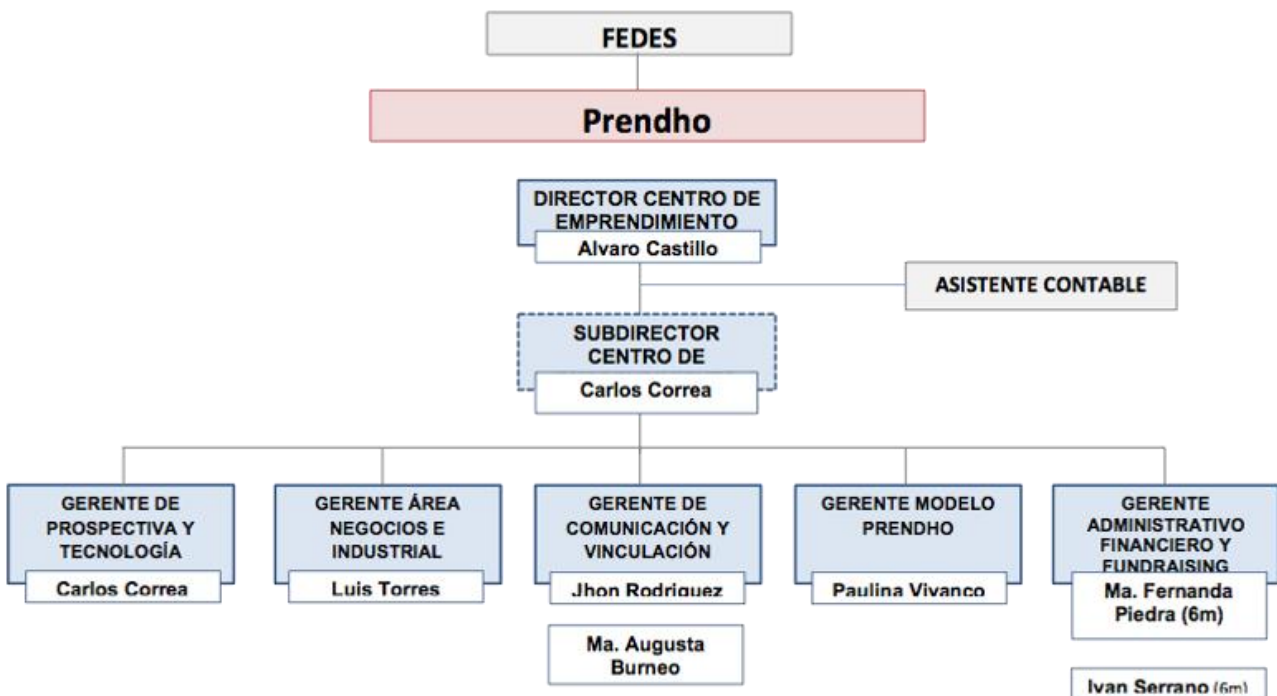 FEDES
Prendho
DIRECTOR CENTRO DE
EMPRENDIMIENTO
Alvaro Castillo
ASISTENTE CONTABLE
SUBDIRECTOR
CENTRO DE
Carlos Correa
GERENTE DE
PROSPECTIVA Y
TECNOLOGÍA
Carlos Correa
GERENTE ÁREA
NEGOCIOS E
INDUSTRIAL
Luis Torres
GERENTE DE
COMUNICACIÓN Y
VINCULACIÓN
Jhon Rodriguez
Ma. Augusta
Burneo
GERENTE MODELO
PRENDHO
Paulina Vivanco
GERENTE
ADMINISTRATIVO
FINANCIERO Y
FUNDRAISING
Ma. Fernanda
Piedra (6m)
Ivan Serrano (6m)